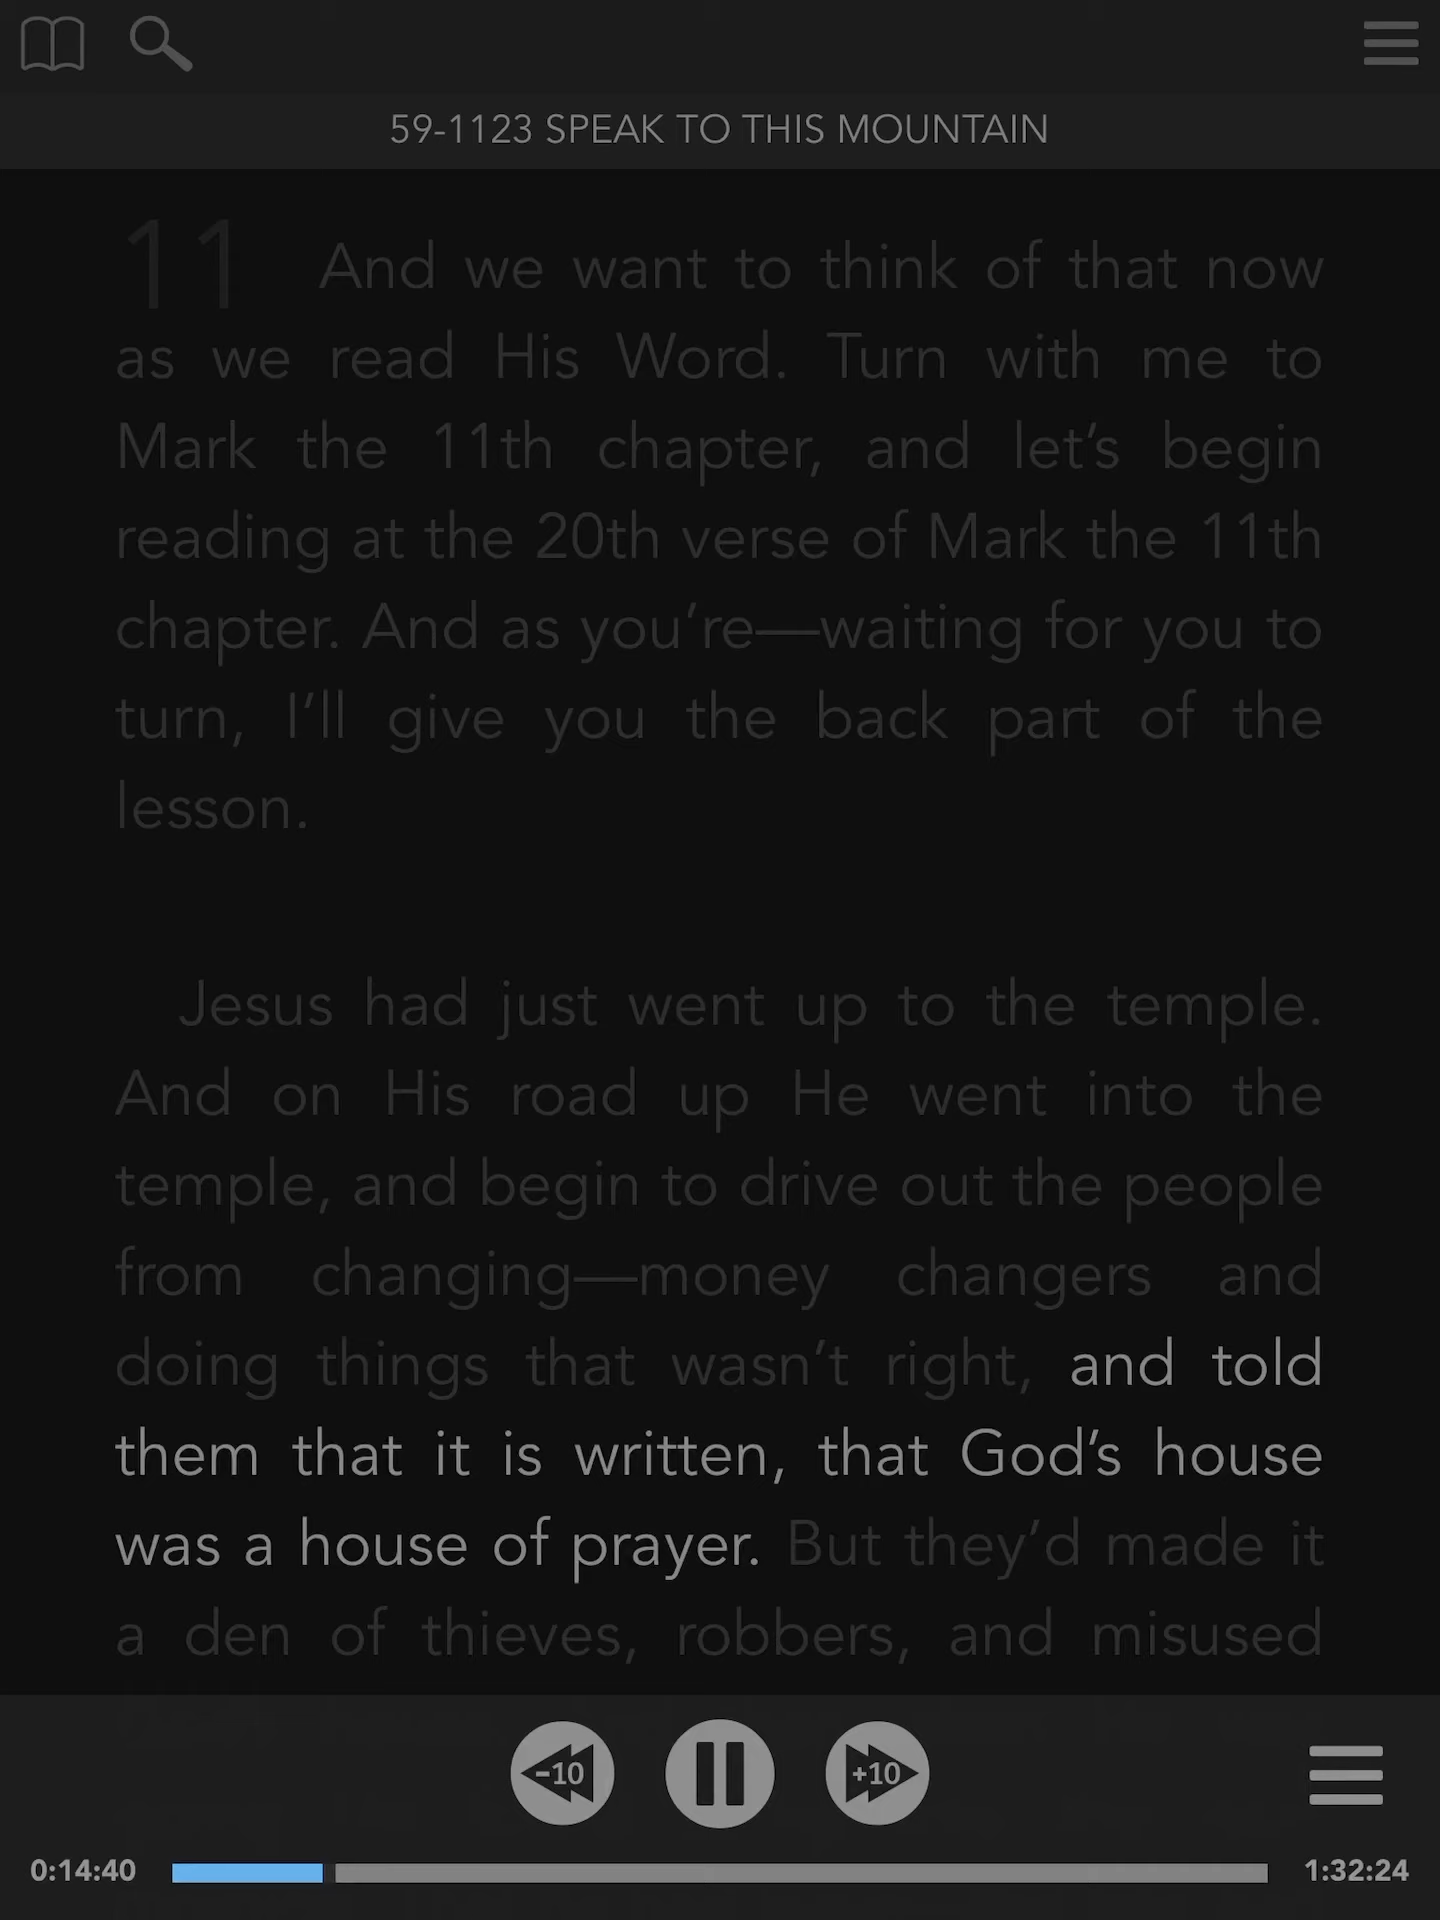 59-1123 SPEAK TO THIS MOUNTAIN
11 And we want to think of that now
as we read His Word. Turn with me to
Mark the 11th chapter, and let’s begin
reading at the 20th verse of Mark the 11th
chapter. And as you’re—waiting for you to
turn, I’ll give you the back part of the
lesson.
Jesus had just went up to the temple.
And on His road up He went into the
temple, and begin to drive out the people
from changing—money changers and
doing things that wasn’t right, and told
them that it is written, that God’s house
was a house of prayer. But they’d made it
a den of thieves, robbers, and misused
-10 +10
0:14:40 1:32:24